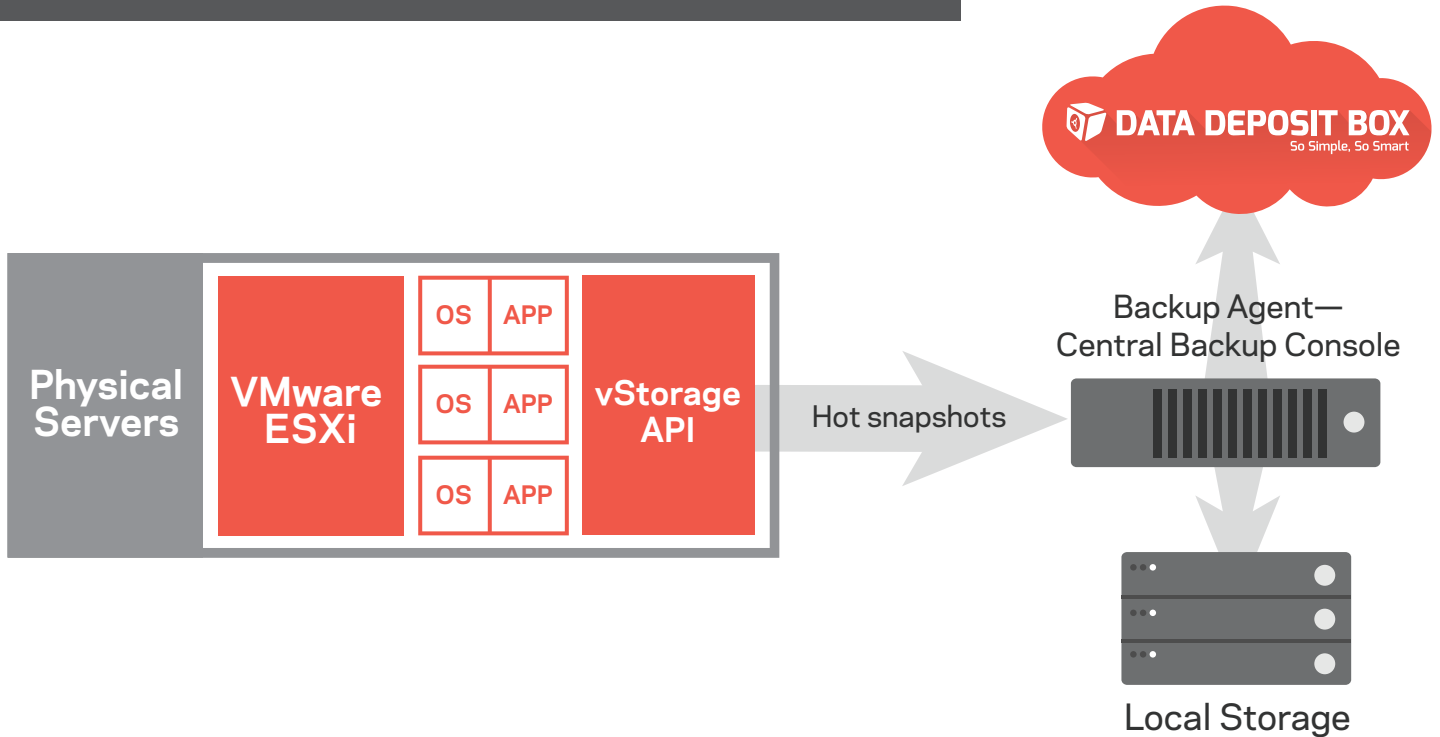 DATA DEPOSIT BOX
So Simple, So Smart
Physical
Servers
VMware
ESXi
OS APP
OS APP
OS APP
vStorage
API
Hot snapshots
Backup Agent—
Central Backup Console
Local Storage